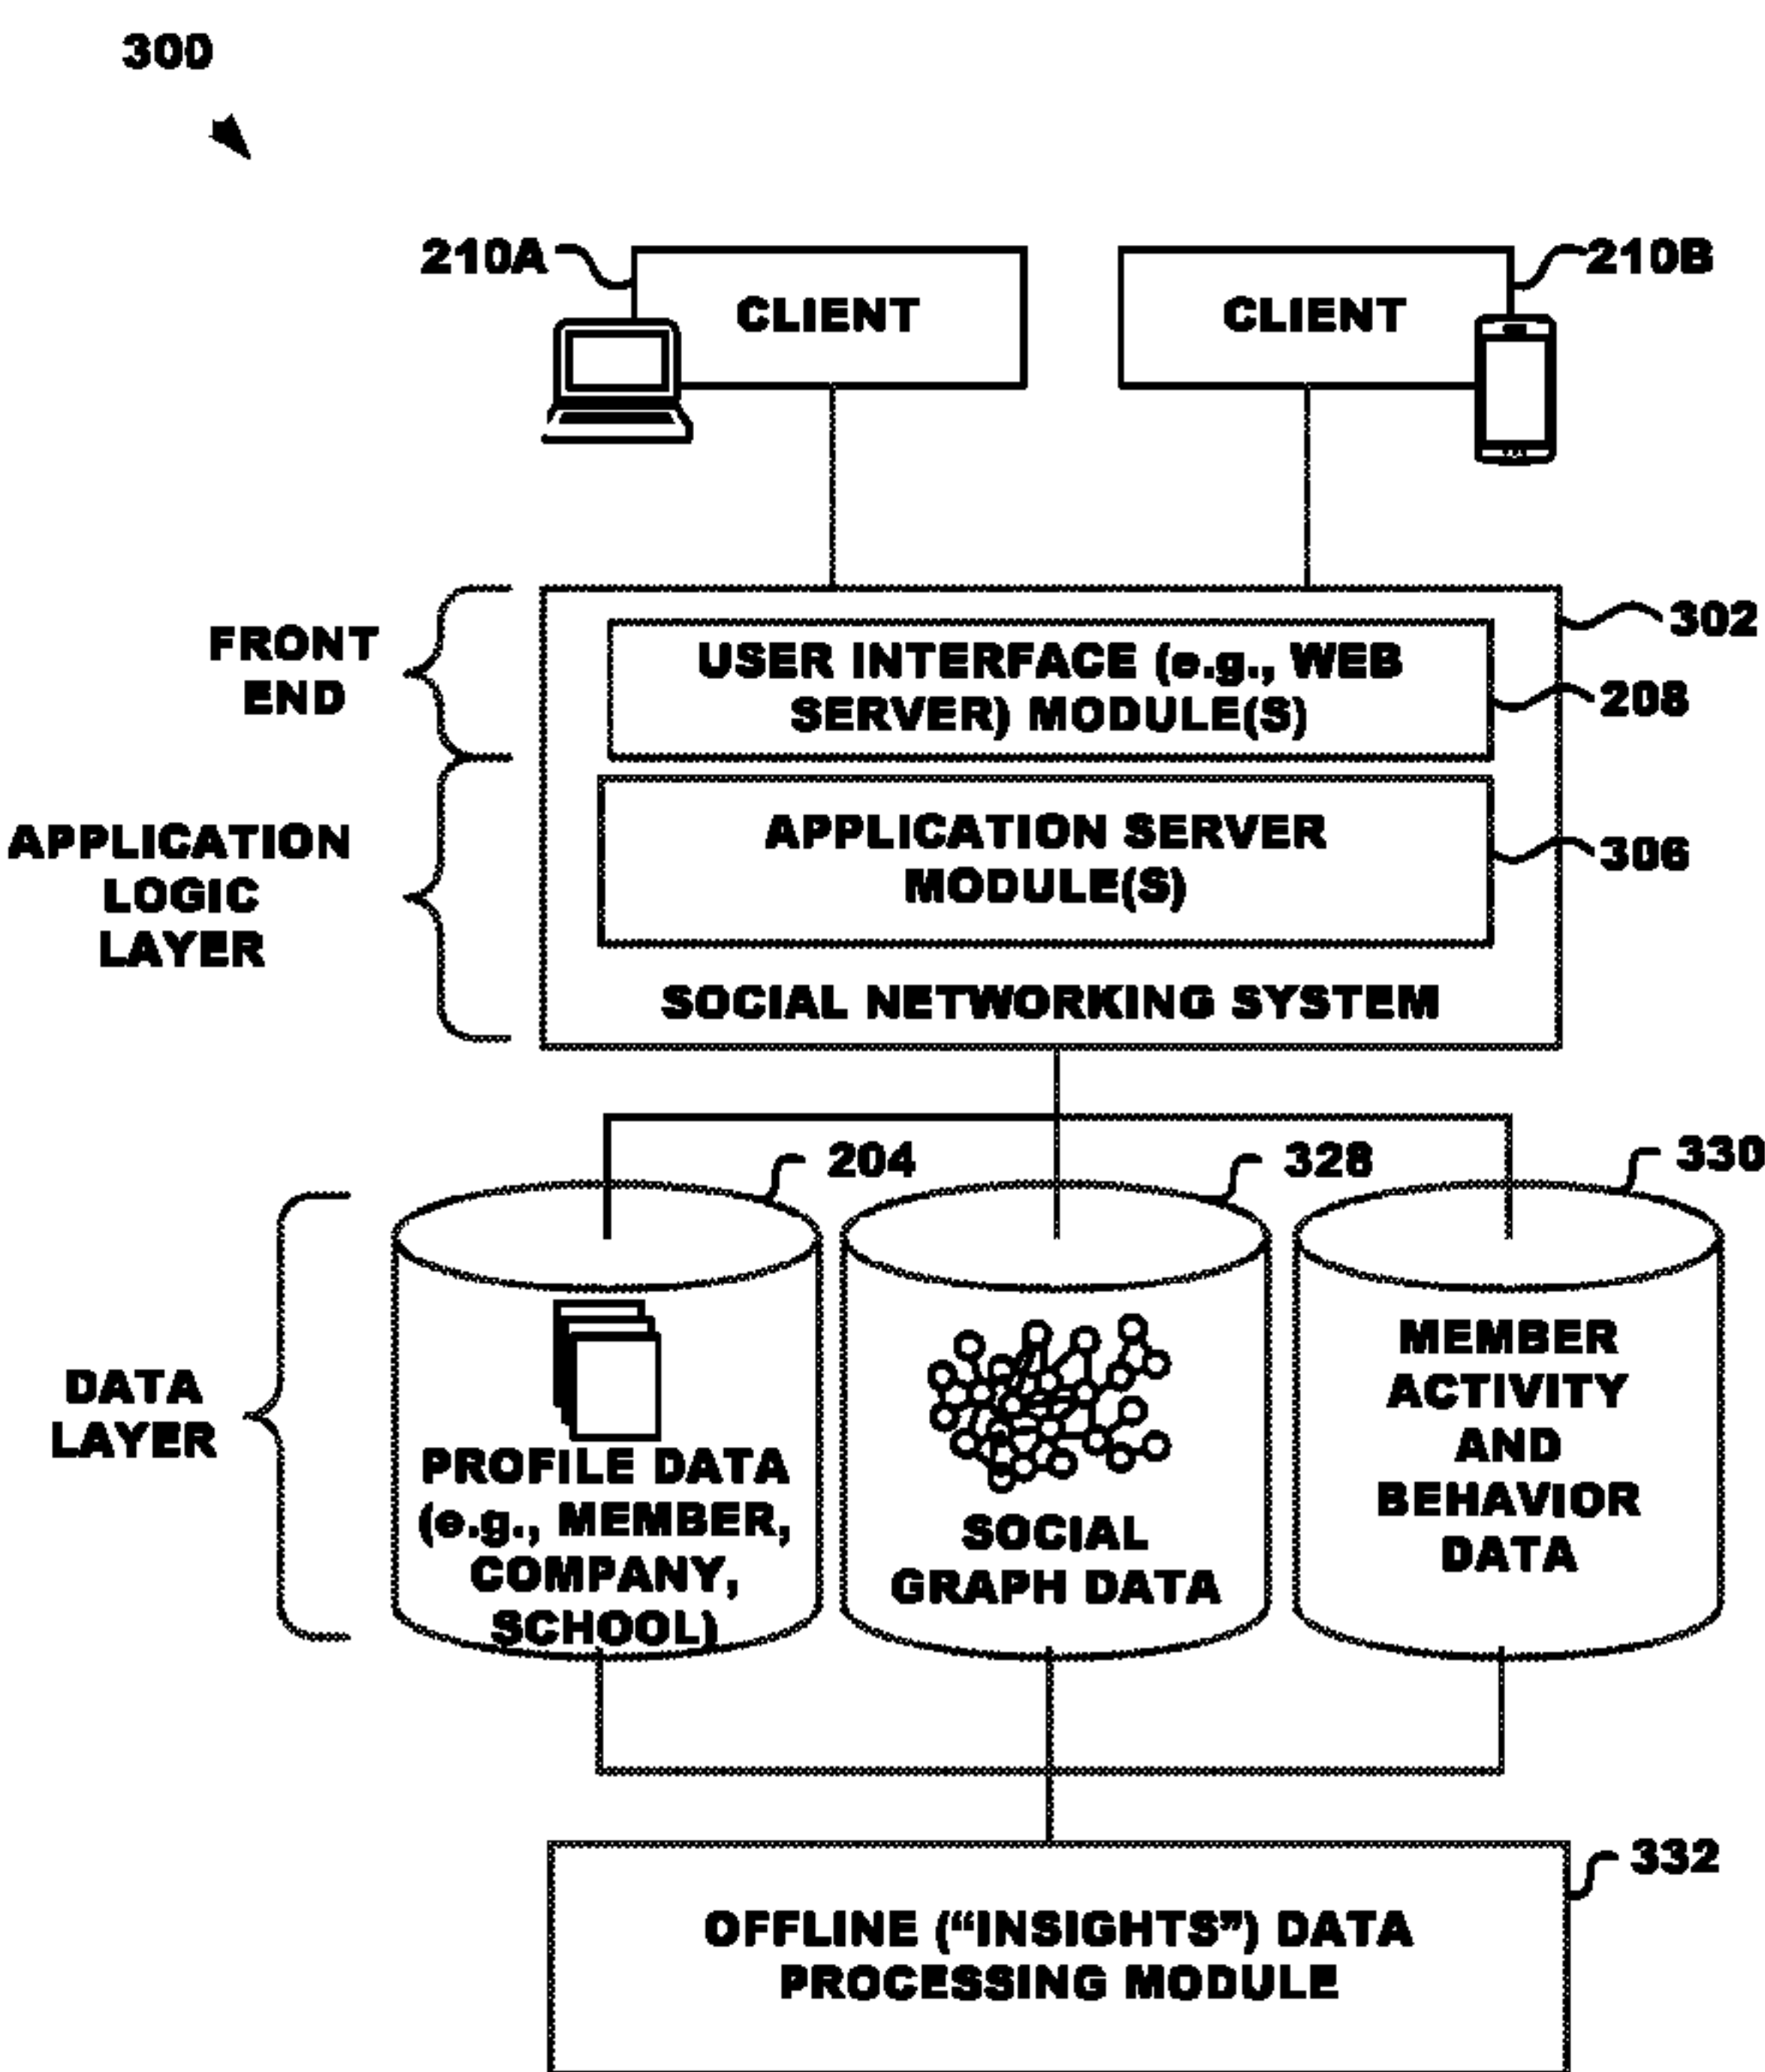 300
210A
CLIENT
CLIENT
210B
FRONT
END
USER INTERFACE (e.g., WEB
SERVER) MODULE(S)
302
208
APPLICATION
LOGIC
LAYER
APPLICATION SERVER
MODULE(S)
306
SOCIAL NETWORKING SYSTEM
204
328
330
DATA
LAYER
PROFILE DATA
(e.g., MEMBER,
COMPANY,
SCHOOL)
SOCIAL
GRAPH DATA
MEMBER
ACTIVITY
AND
BEHAVIOR
DATA
332
OFFLINE (“INSIGHTS”) DATA
PROCESSING MODULE